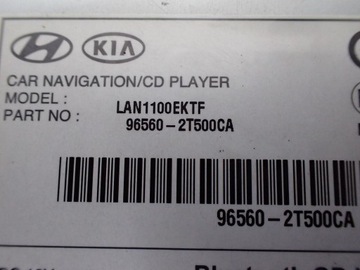 KIA
CAR NAVIGATION/CD PLAYER
MODEL : LAN1100EKTF
PART NO : 96560-2T500CA
96560-2T500CA